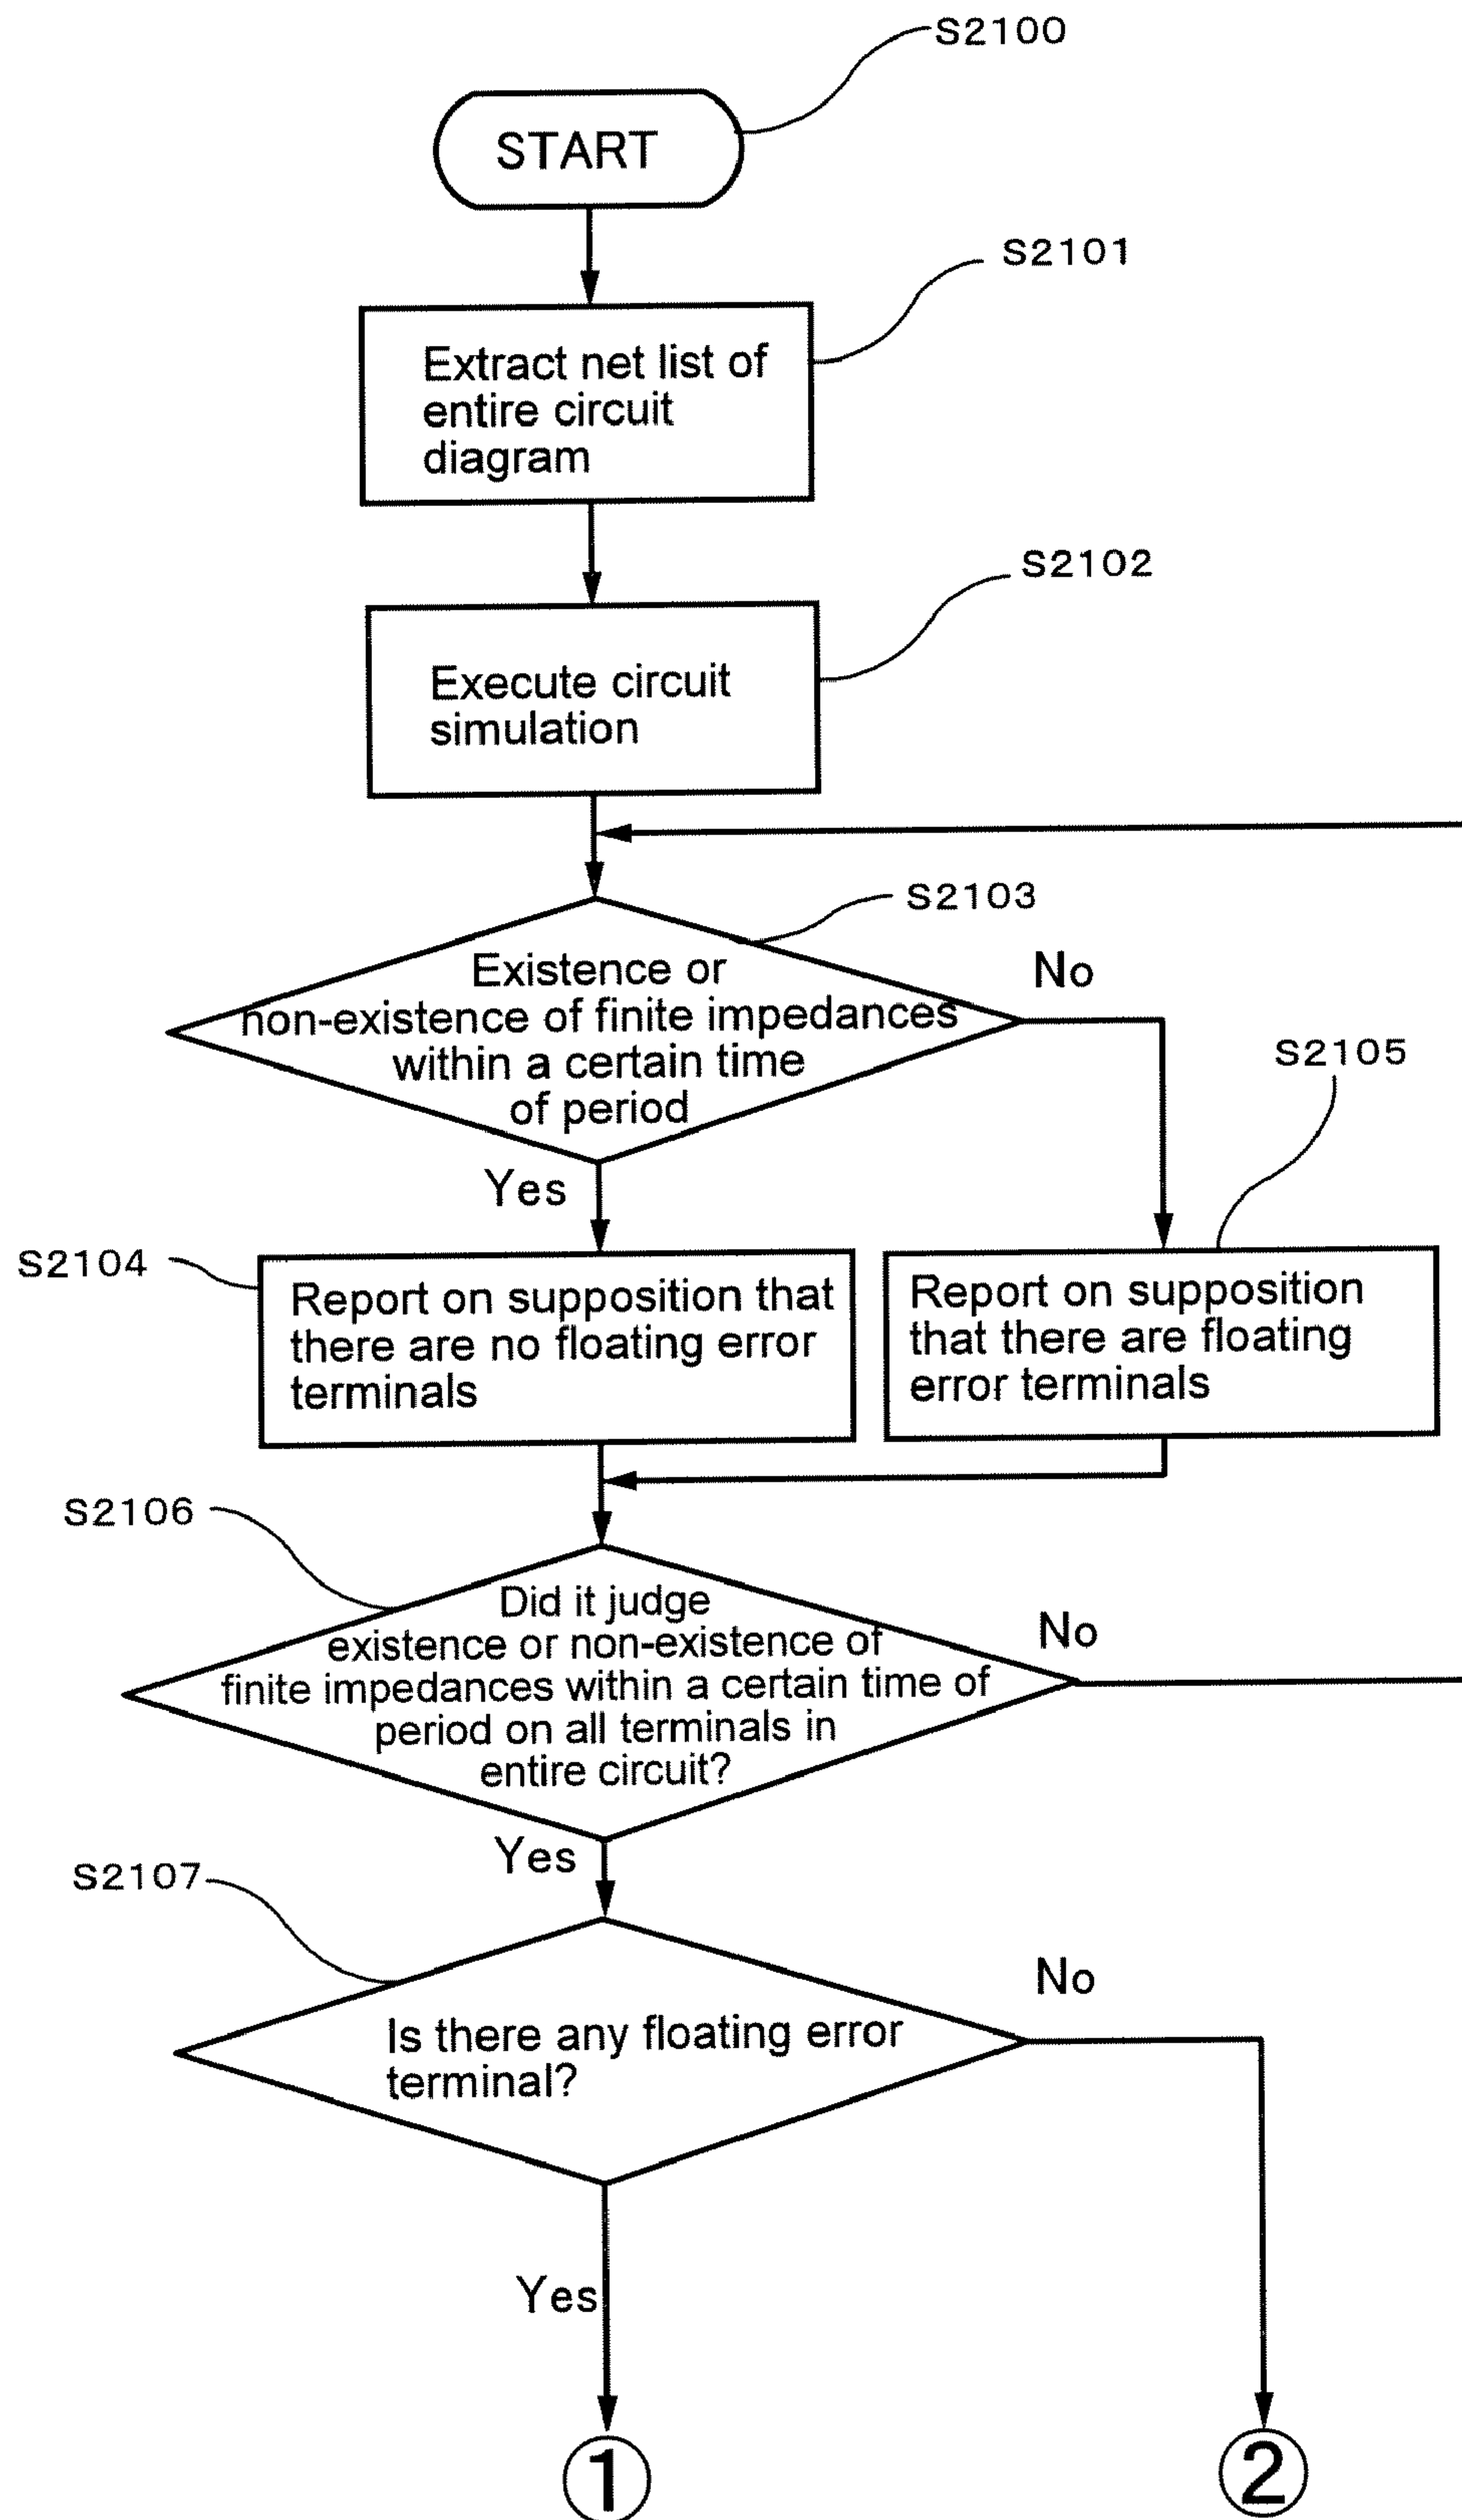 S2100
START
S2101
Extract net list of
entire circuit
diagram
S2102
Execute circuit
simulation
S2103
Existence or
non-existence of finite impedances
within a certain time
of period
No
Yes
S2105
S2104
Report on supposition that
there are no floating error
terminals
Report on supposition
that there are floating
error terminals
S2106
Did it judge
existence or non-existence of
finite impedances within a certain time of
period on all terminals in
entire circuit?
No
Yes
S2107
Is there any floating error
terminal?
No
Yes
①
②